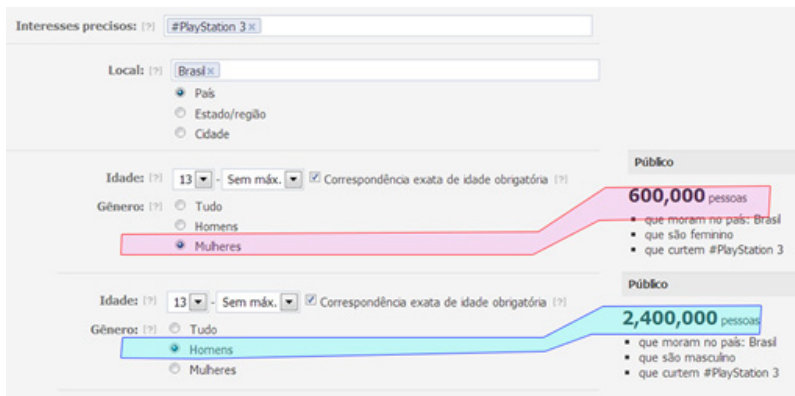 Interesses precisos: [?] #PlayStation 3 ×
Local: [?] Brasil ×
País
Estado/região
Cidade
Público
Idade: [?] 13 - Sem máx. Correspondência exata de idade obrigatória [?]
600,000 pessoas
Gênero: [?] Tudo
que moram no país: Brasil
Homens
que são feminino
Mulheres
que curtem #PlayStation 3
Público
Idade: [?] 13 - Sem máx. Correspondência exata de idade obrigatória [?]
2,400,000 pessoas
Gênero: [?] Tudo
que moram no país: Brasil
Homens
que são masculino
Mulheres
que curtem #PlayStation 3